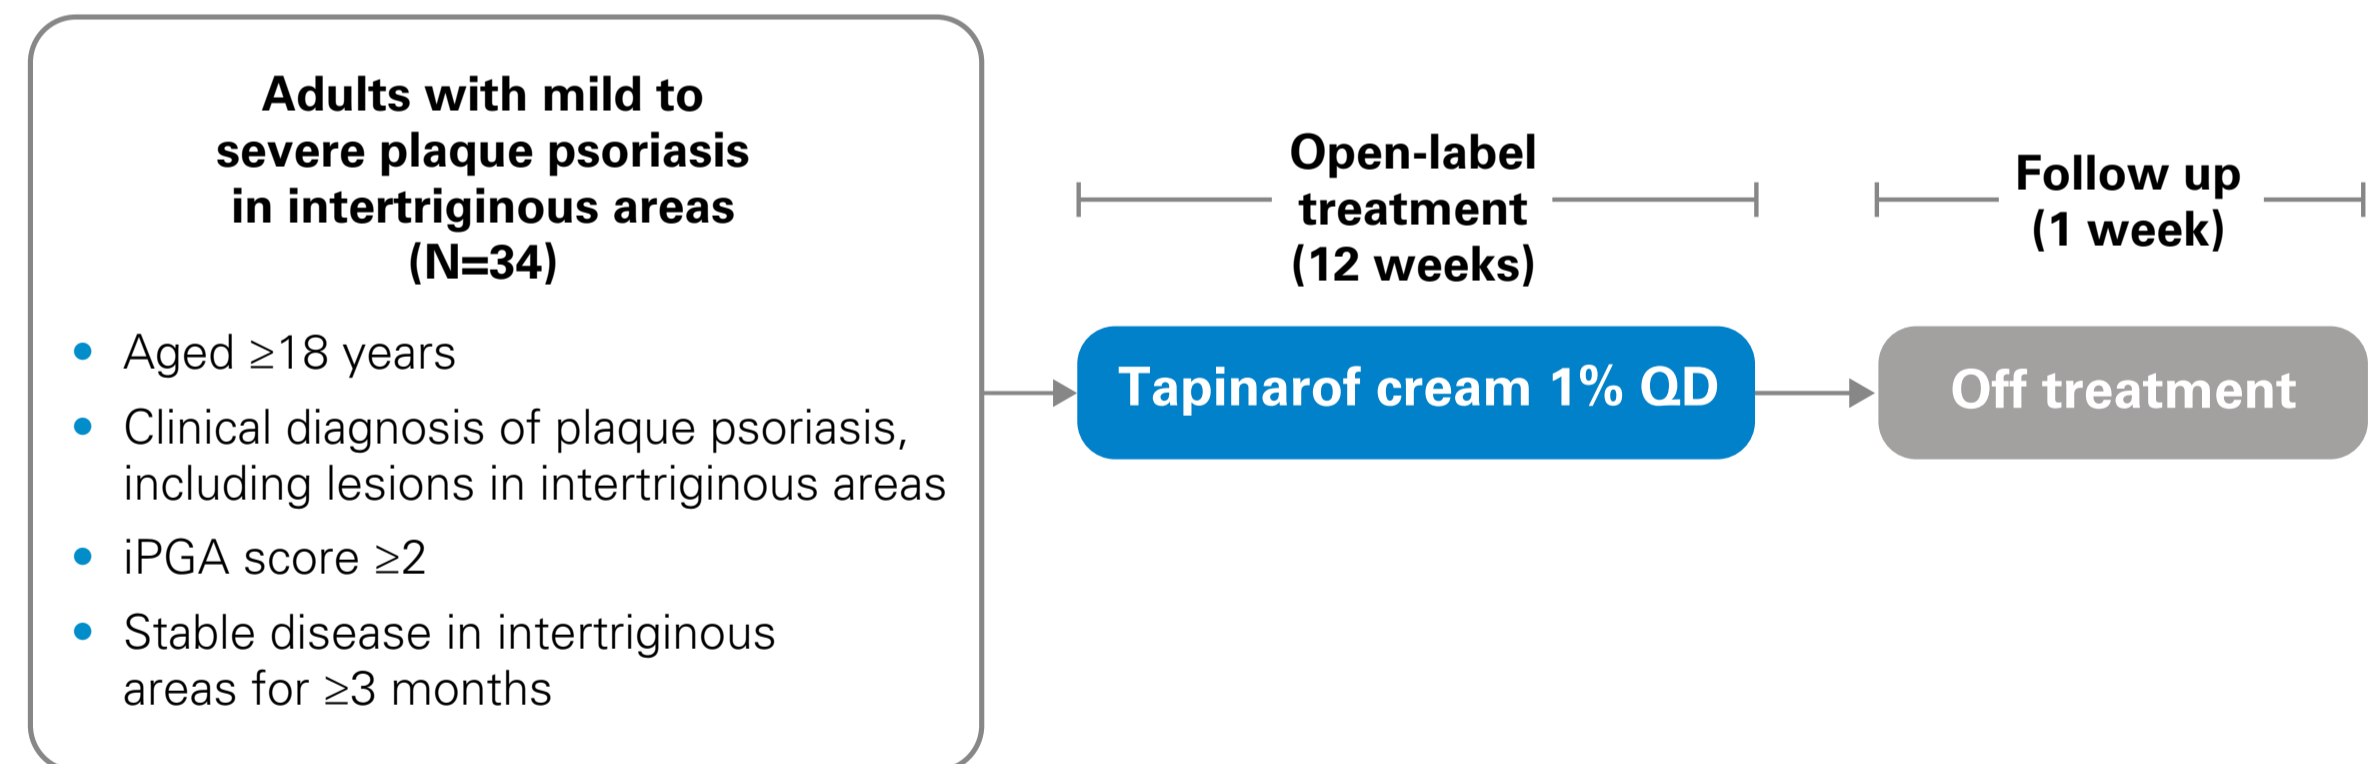 Adults with mild to
severe plaque psoriasis
in intertriginous areas
(N=34)
• Aged ≥18 years
• Clinical diagnosis of plaque psoriasis,
including lesions in intertriginous areas
• iPGA score ≥2
• Stable disease in intertriginous
areas for ≥3 months
Open-label
treatment
(12 weeks)
Tapinarof cream 1% QD
Follow up
(1 week)
Off treatment